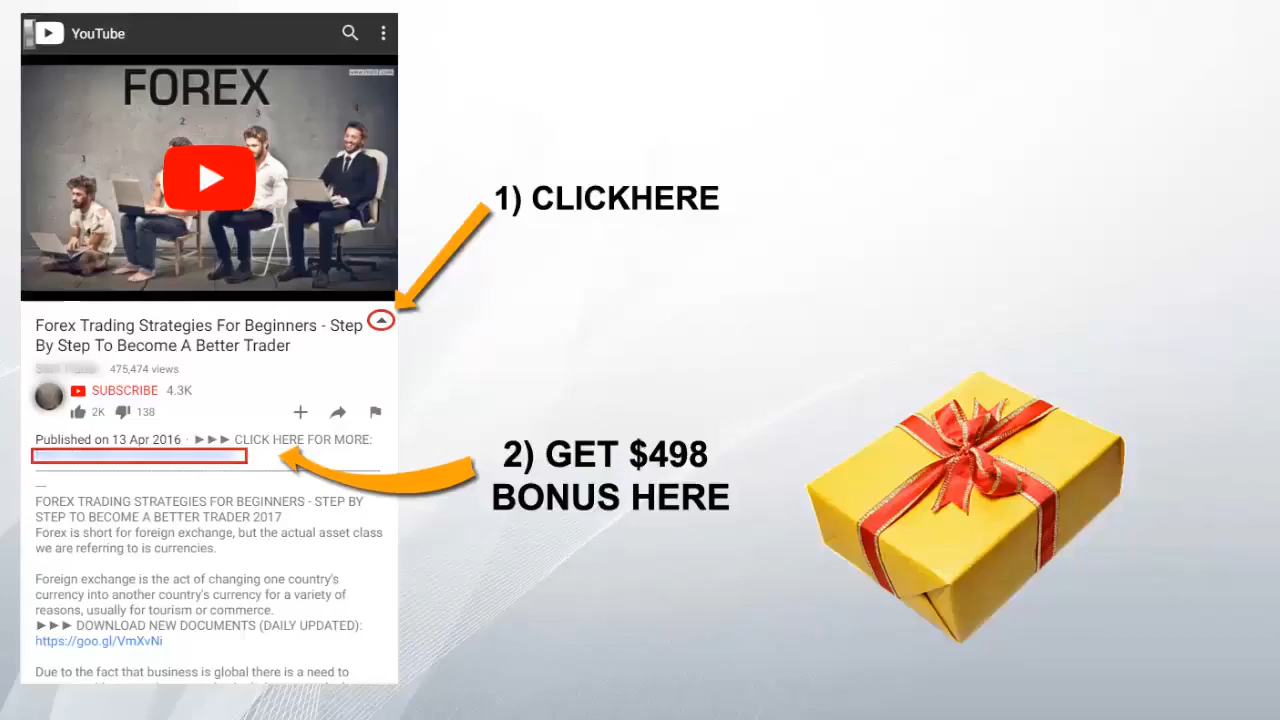 YouTube
FOREX
1
2
3
4
Forex Trading Strategies For Beginners - Step
By Step To Become A Better Trader
475,474 views
SUBSCRIBE 4.3K
2K 138
Published on 13 Apr 2016 · ►►► CLICK HERE FOR MORE:
—
FOREX TRADING STRATEGIES FOR BEGINNERS - STEP BY
STEP TO BECOME A BETTER TRADER 2017
Forex is short for foreign exchange, but the actual asset class
we are referring to is currencies.
Foreign exchange is the act of changing one country's
currency into another country's currency for a variety of
reasons, usually for tourism or commerce.
►►► DOWNLOAD NEW DOCUMENTS (DAILY UPDATED):
https://goo.gl/VmXvNi
Due to the fact that business is global there is a need to
1) CLICKHERE
2) GET $498
BONUS HERE